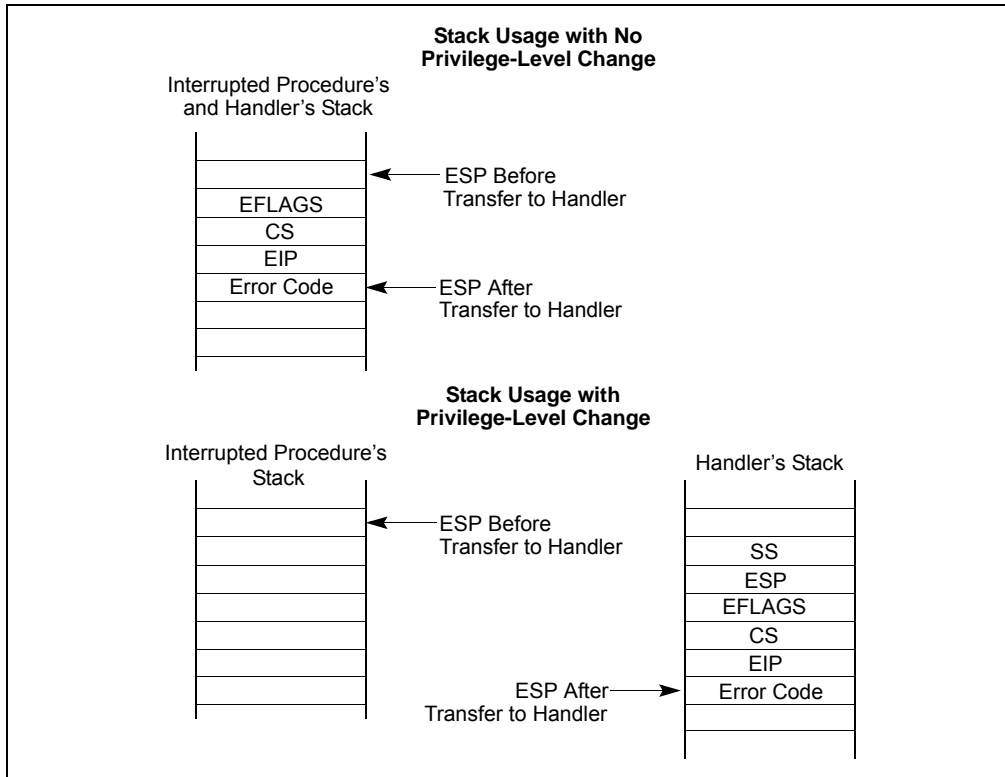 Stack Usage with No
Privilege-Level Change
Interrupted Procedure’s
and Handler’s Stack
ESP Before
Transfer to Handler
EFLAGS
CS
EIP
Error Code
ESP After
Transfer to Handler
Stack Usage with
Privilege-Level Change
Interrupted Procedure’s
Stack
Handler’s Stack
ESP Before
Transfer to Handler
SS
ESP
EFLAGS
CS
EIP
ESP After
Transfer to Handler
Error Code